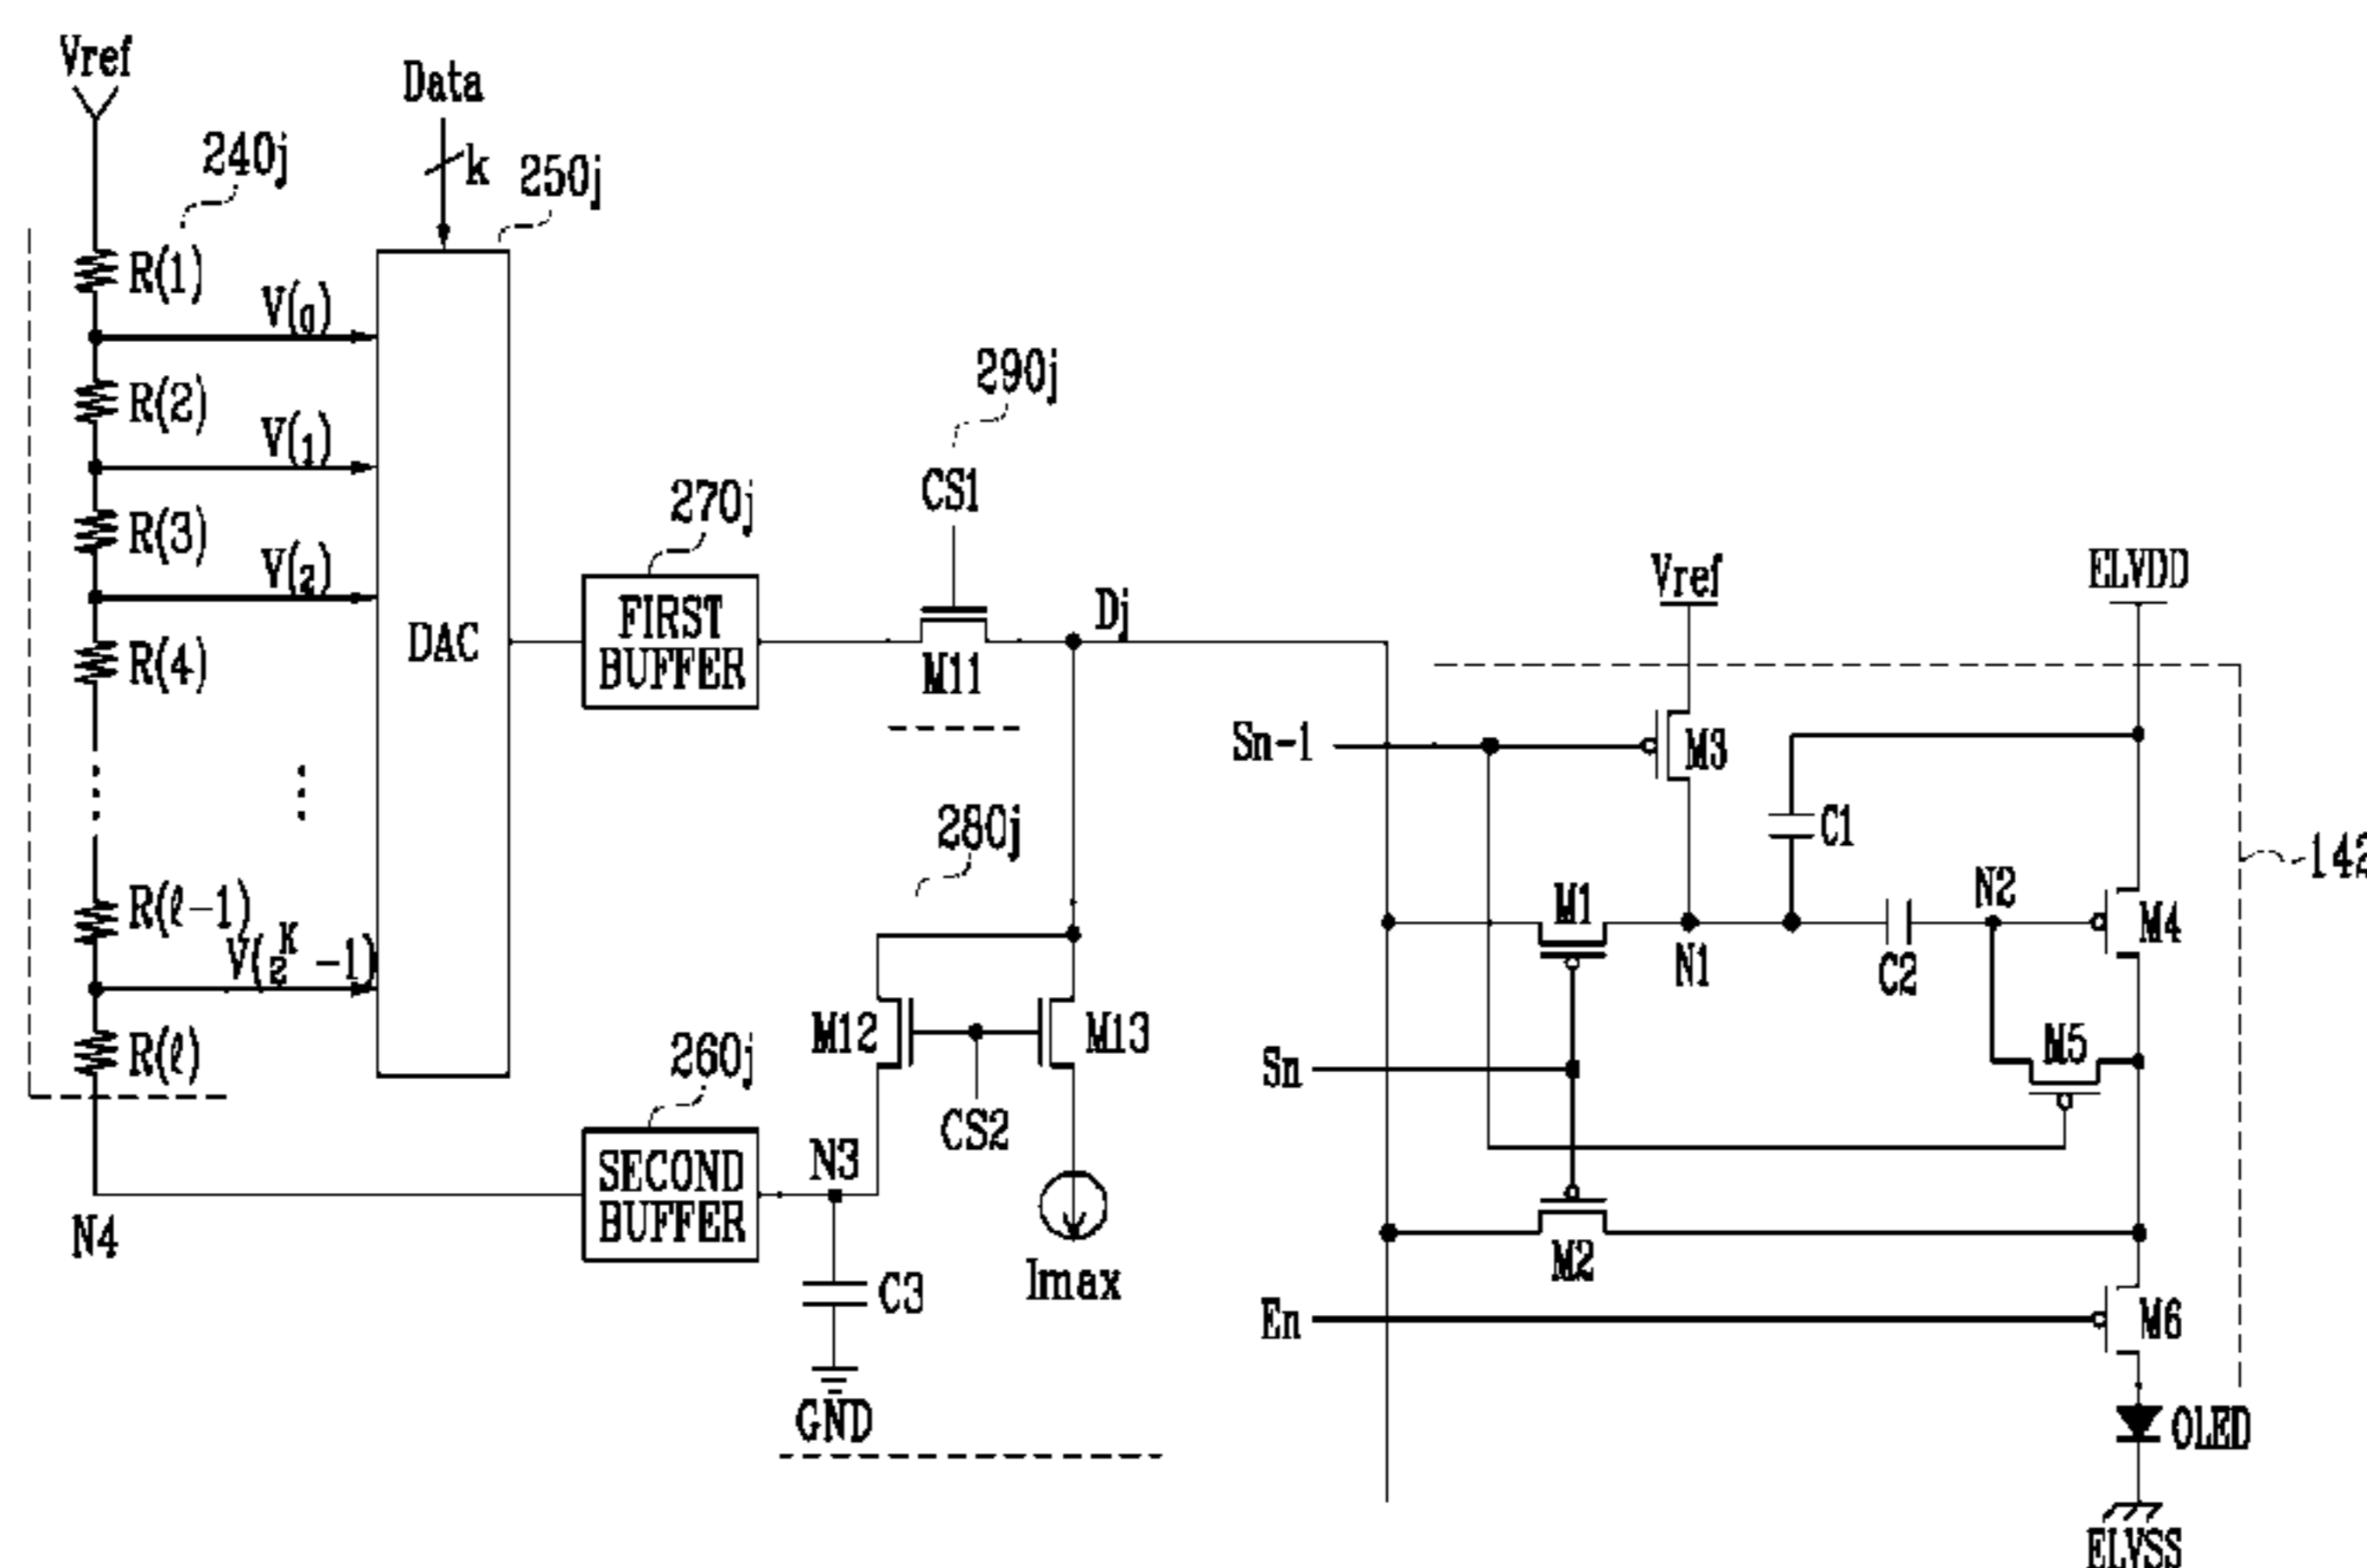 Vref
Data
k
240j
250j
R(1)
V(0)
R(2)
V(1)
R(3)
V(2)
R(4)
DAC
R(ℓ-1)
V(2^K -1)
R(ℓ)
N4
270j
FIRST
BUFFER
290j
CS1
M11
Dj
280j
M12
M13
CS2
260j
SECOND
BUFFER
N3
C3
GND
Imax
Vref
ELVDD
Sn-1
M3
C1
142
M1
N1
C2
N2
M4
M5
Sn
M2
En
M6
OLED
ELVSS